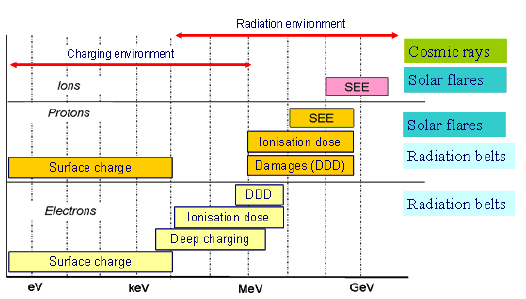 Radiation environment
Charging environment
Cosmic rays
Ions
SEE
Solar flares
Protons
SEE
Solar flares
Ionisation dose
Surface charge
Damages (DDD)
Radiation belts
Electrons
DDD
Radiation belts
Ionisation dose
Deep charging
Surface charge
eV
keV
MeV
GeV